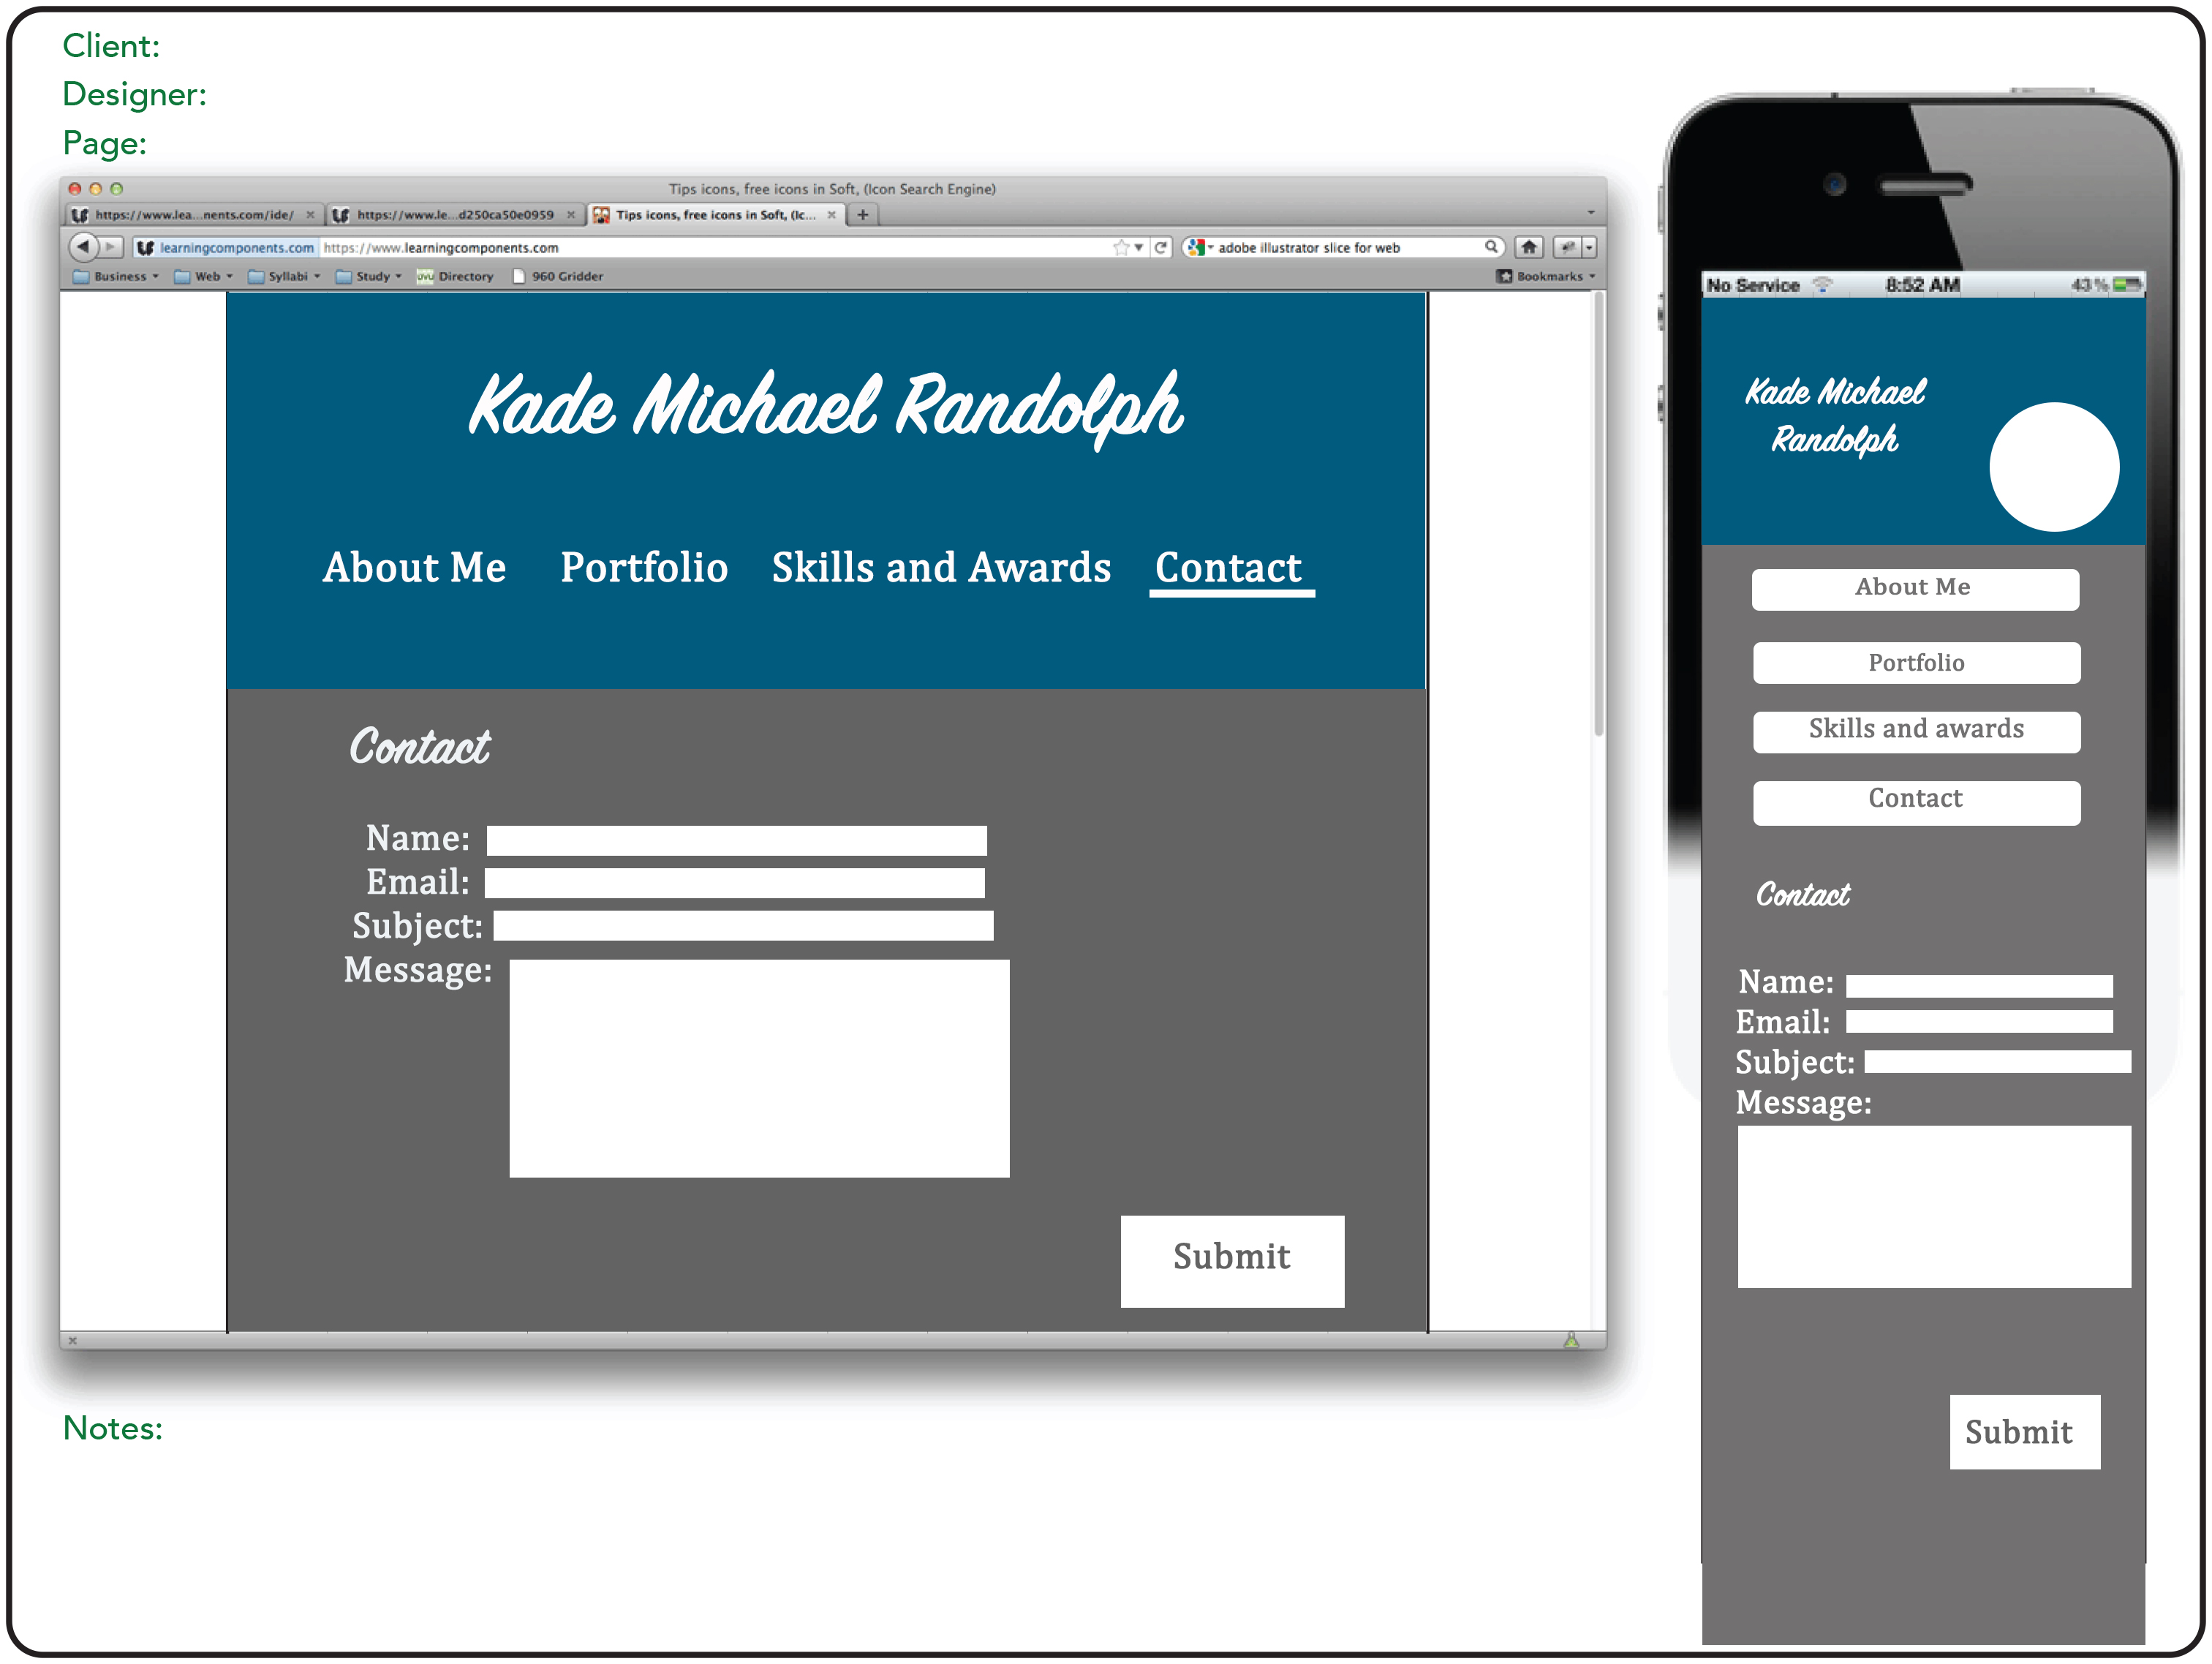 Client:
Designer:
Page:
Tips icons, free icons in Soft, (Icon Search Engine)
https://www.lea...nents.com/ide/
https://www.le...d250ca50e0959
Tips icons, free icons in Soft, (Ic...
learningcomponents.com https://www.learningcomponents.com
adobe illustrator slice for web
Business Web Syllabi Study UVU Directory 960 Gridder Bookmarks
Kade Michael Randolph
About Me Portfolio Skills and Awards Contact
Contact
Name:
Email:
Subject:
Message:
Submit
Notes:
No Service 8:52 AM 43%
Kade Michael
Randolph
About Me
Portfolio
Skills and awards
Contact
Contact
Name:
Email:
Subject:
Message:
Submit